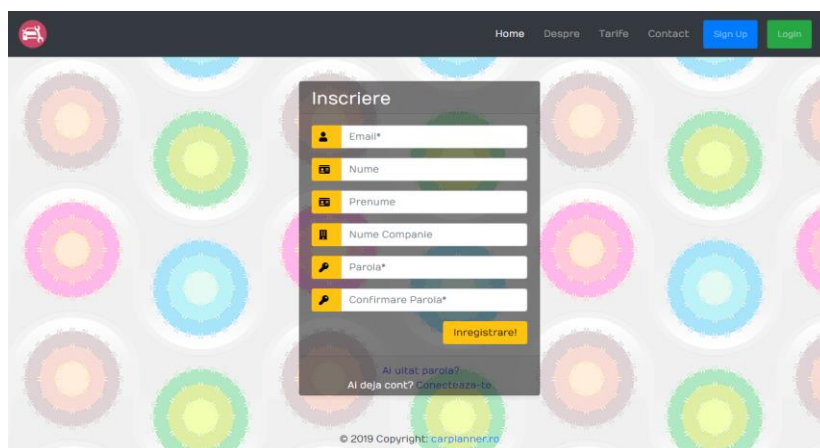 Home Despre Tarife Contact Sign Up Login
Inscriere
Email*
Nume
Prenume
Nume Companie
Parola*
Confirmare Parola*
Inregistrare!
Ai uitat parola?
Ai deja cont? Conecteaza-te
© 2019 Copyright: carplanner.ro